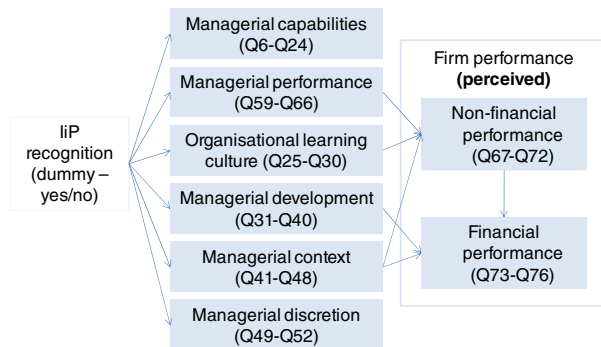 IiP
recognition
(dummy –
yes/no)
Managerial capabilities
(Q6-Q24)
Managerial performance
(Q59-Q66)
Organisational learning
culture (Q25-Q30)
Managerial development
(Q31-Q40)
Managerial context
(Q41-Q48)
Managerial discretion
(Q49-Q52)
Firm performance
(perceived)
Non-financial
performance
(Q67-Q72)
Financial
performance
(Q73-Q76)